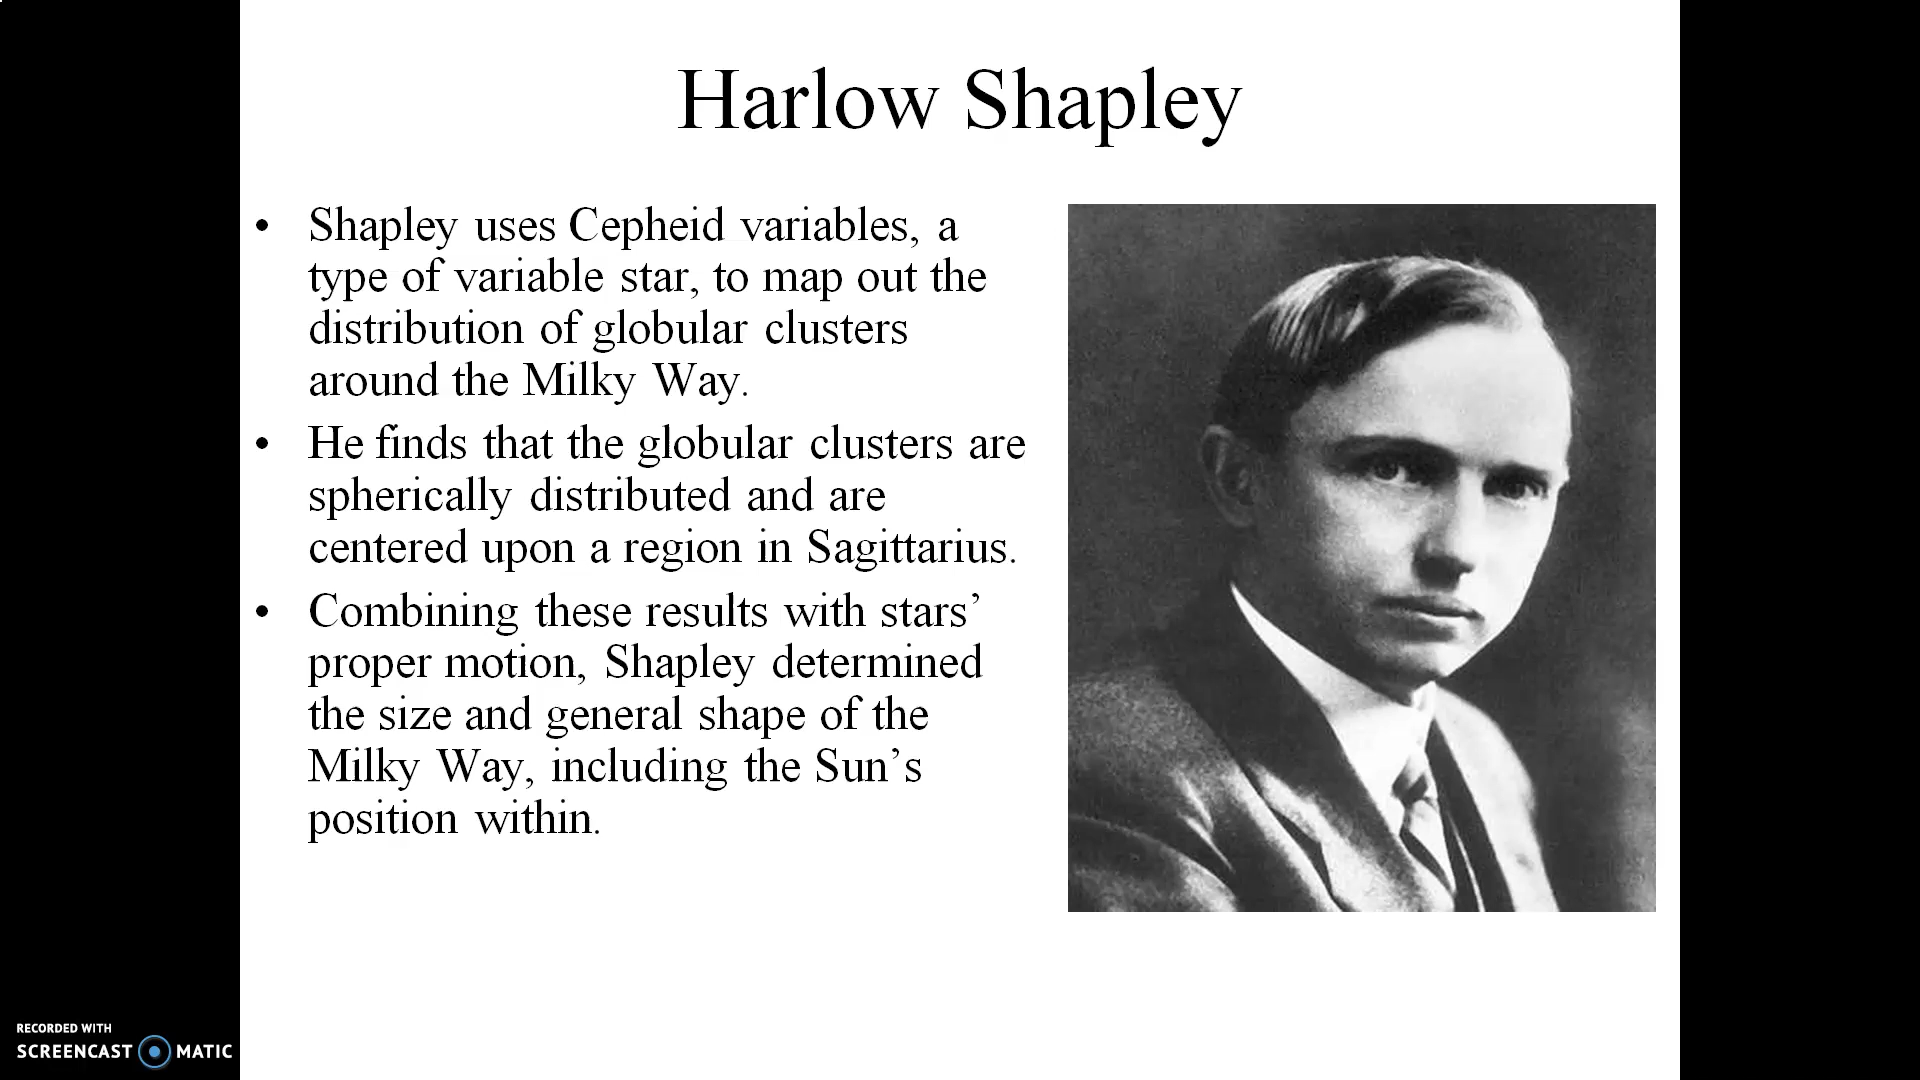 Harlow Shapley
• Shapley uses Cepheid variables, a
type of variable star, to map out the
distribution of globular clusters
around the Milky Way.
• He finds that the globular clusters are
spherically distributed and are
centered upon a region in Sagittarius.
• Combining these results with stars’
proper motion, Shapley determined
the size and general shape of the
Milky Way, including the Sun’s
position within.
RECORDED WITH
SCREENCAST MATIC